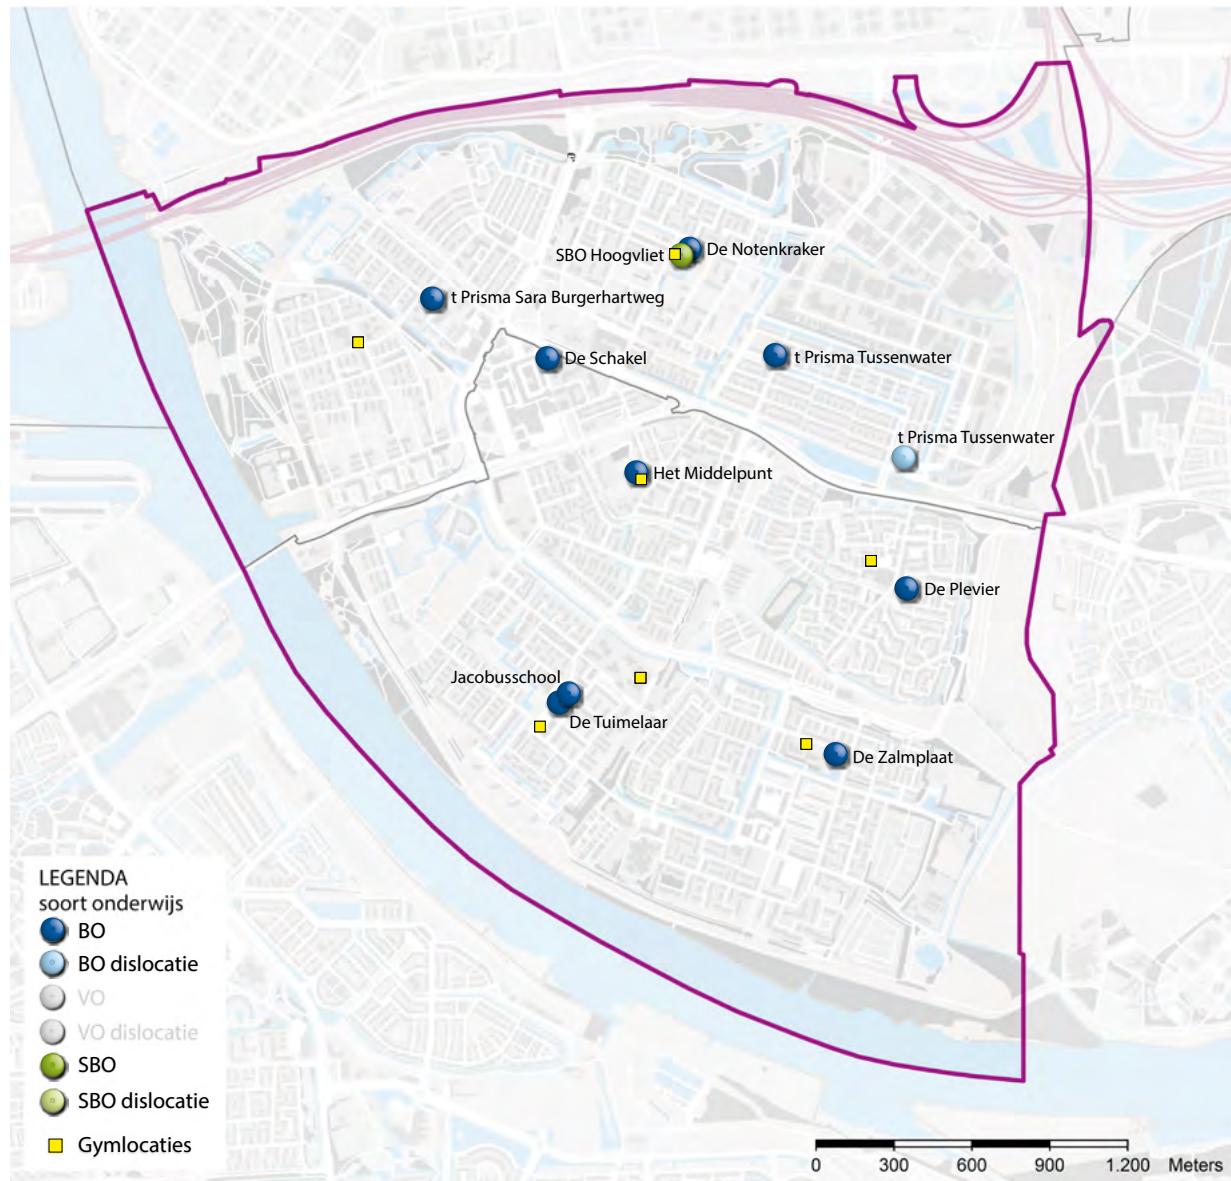 SBO Hoogvliet
De Notenkraker
t Prisma Sara Burgerhartweg
De Schakel
t Prisma Tussenwater
t Prisma Tussenwater
Het Middelpunt
De Plevier
Jacobusschool
De Tuimelaar
De Zalmplaat
LEGENDA
soort onderwijs
BO
BO dislocatie
VO
VO dislocatie
SBO
SBO dislocatie
Gymlocaties
0 300 600 900 1.200 Meters